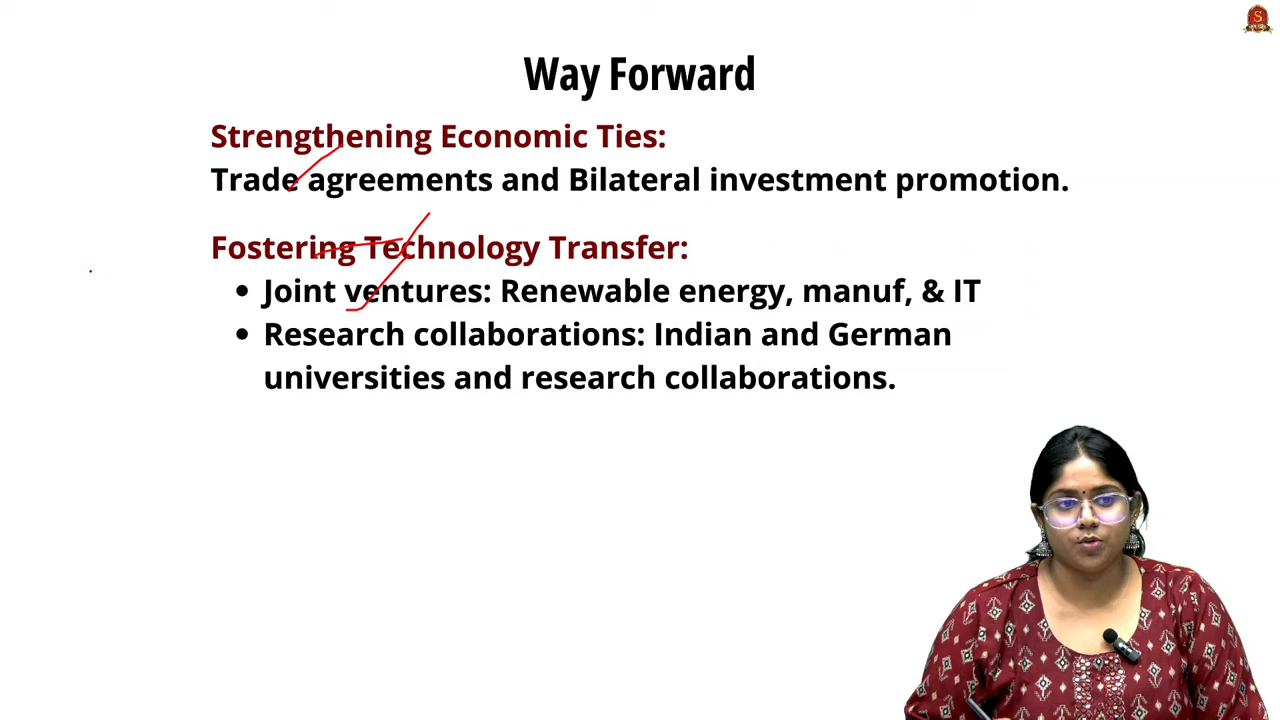 Way Forward
Strengthening Economic Ties:
Trade agreements and Bilateral investment promotion.
Fostering Technology Transfer:
• Joint ventures: Renewable energy, manuf, & IT
• Research collaborations: Indian and German
universities and research collaborations.
S